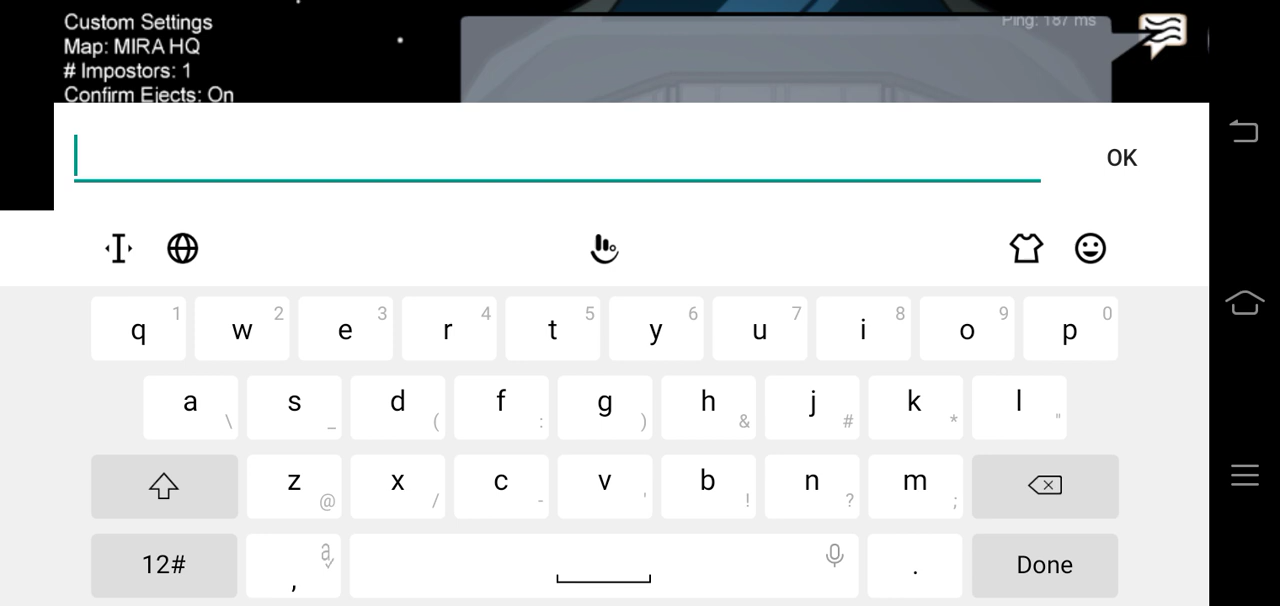 Custom Settings
Map: MIRA HQ
# Impostors: 1
Confirm Ejects: On
Ping: 187 ms
OK
q 1 w 2 e 3 r 4 t 5 y 6 u 7 i 8 o 9 p 0
a \ s _ d ( f : g ) h & j # k * l "
z @ x / c - v ' b ! n ? m ;
12# , a . Done